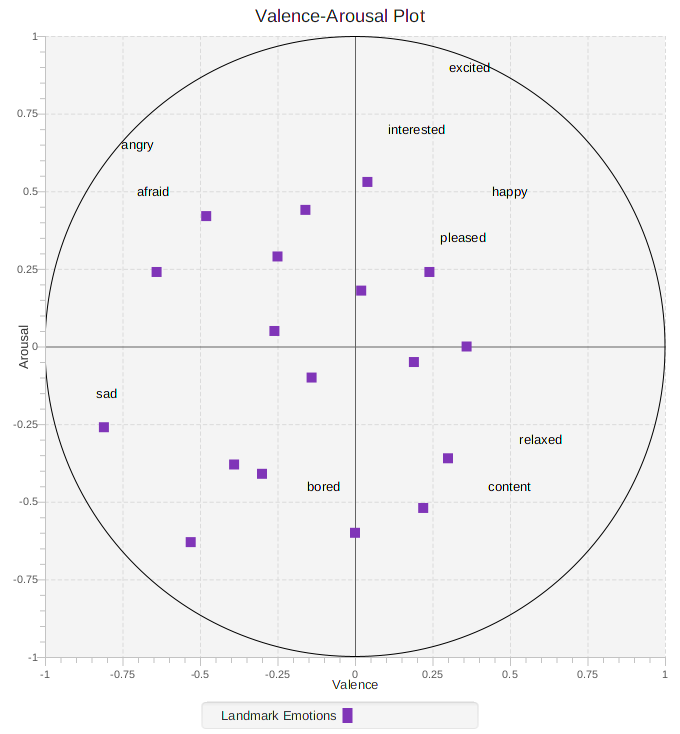 Valence-Arousal Plot
1
excited
0.75
interested
angry
0.5
afraid
happy
pleased
0.25
Arousal
0
sad
-0.25
relaxed
bored
content
-0.5
-0.75
-1
-1 -0.75 -0.5 -0.25 0 0.25 0.5 0.75 1
Valence
Landmark Emotions